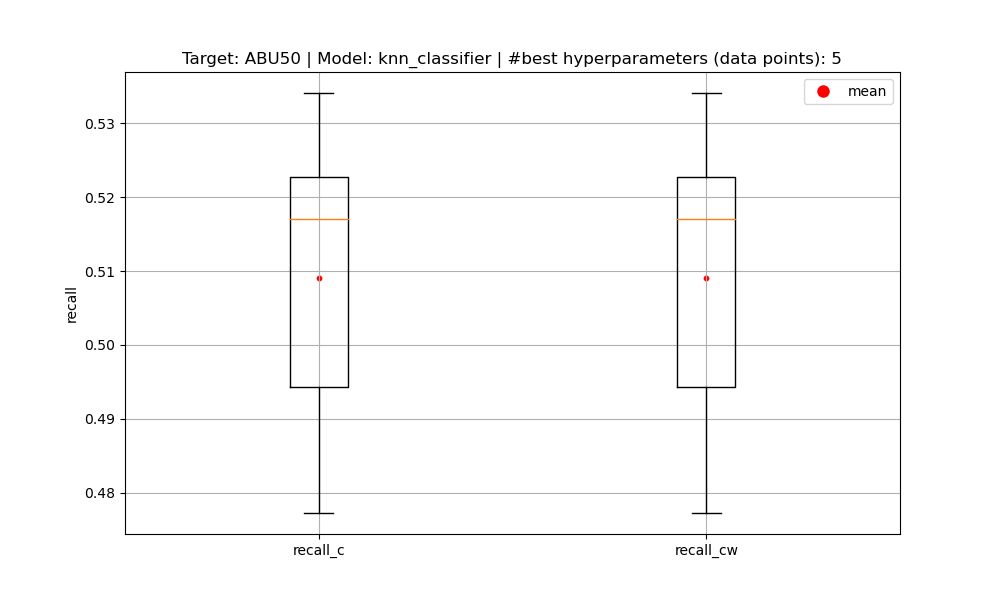 Target: ABU50 | Model: knn_classifier | #best hyperparameters (data points): 5
mean
0.53
0.52
0.51
0.50
0.49
0.48
recall
recall_c
recall_cw